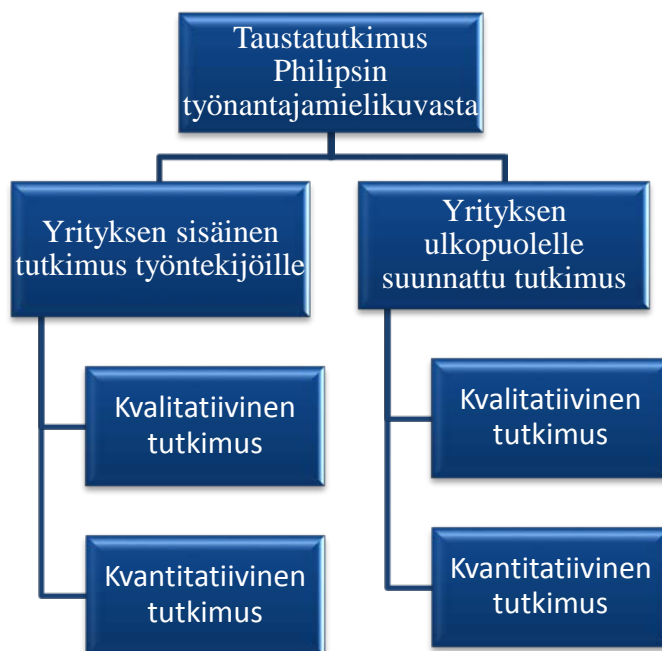 Taustatutkimus
Philipsin
työnantajamielikuvasta
Yrityksen sisäinen
tutkimus työntekijöille
Kvalitatiivinen
tutkimus
Kvantitatiivinen
tutkimus
Yrityksen
ulkopuolelle
suunnattu tutkimus
Kvalitatiivinen
tutkimus
Kvantitatiivinen
tutkimus